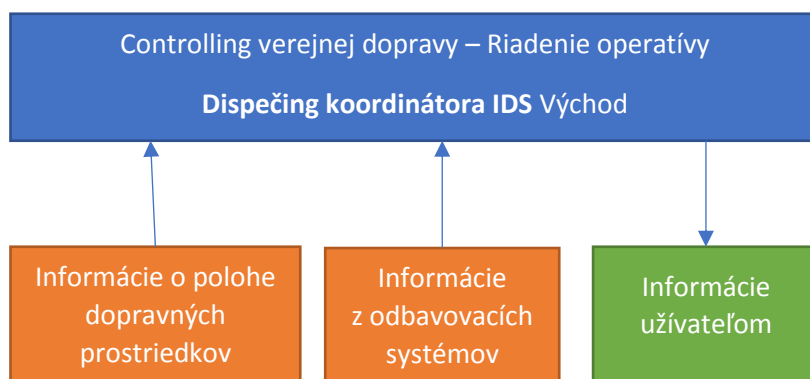 Controlling verejnej dopravy – Riadenie operatívy
Dispečing koordinátora IDS Východ
Informácie o polohe
dopravných
prostriedkov
Informácie
z odbavovacích
systémov
Informácie
užívateľom